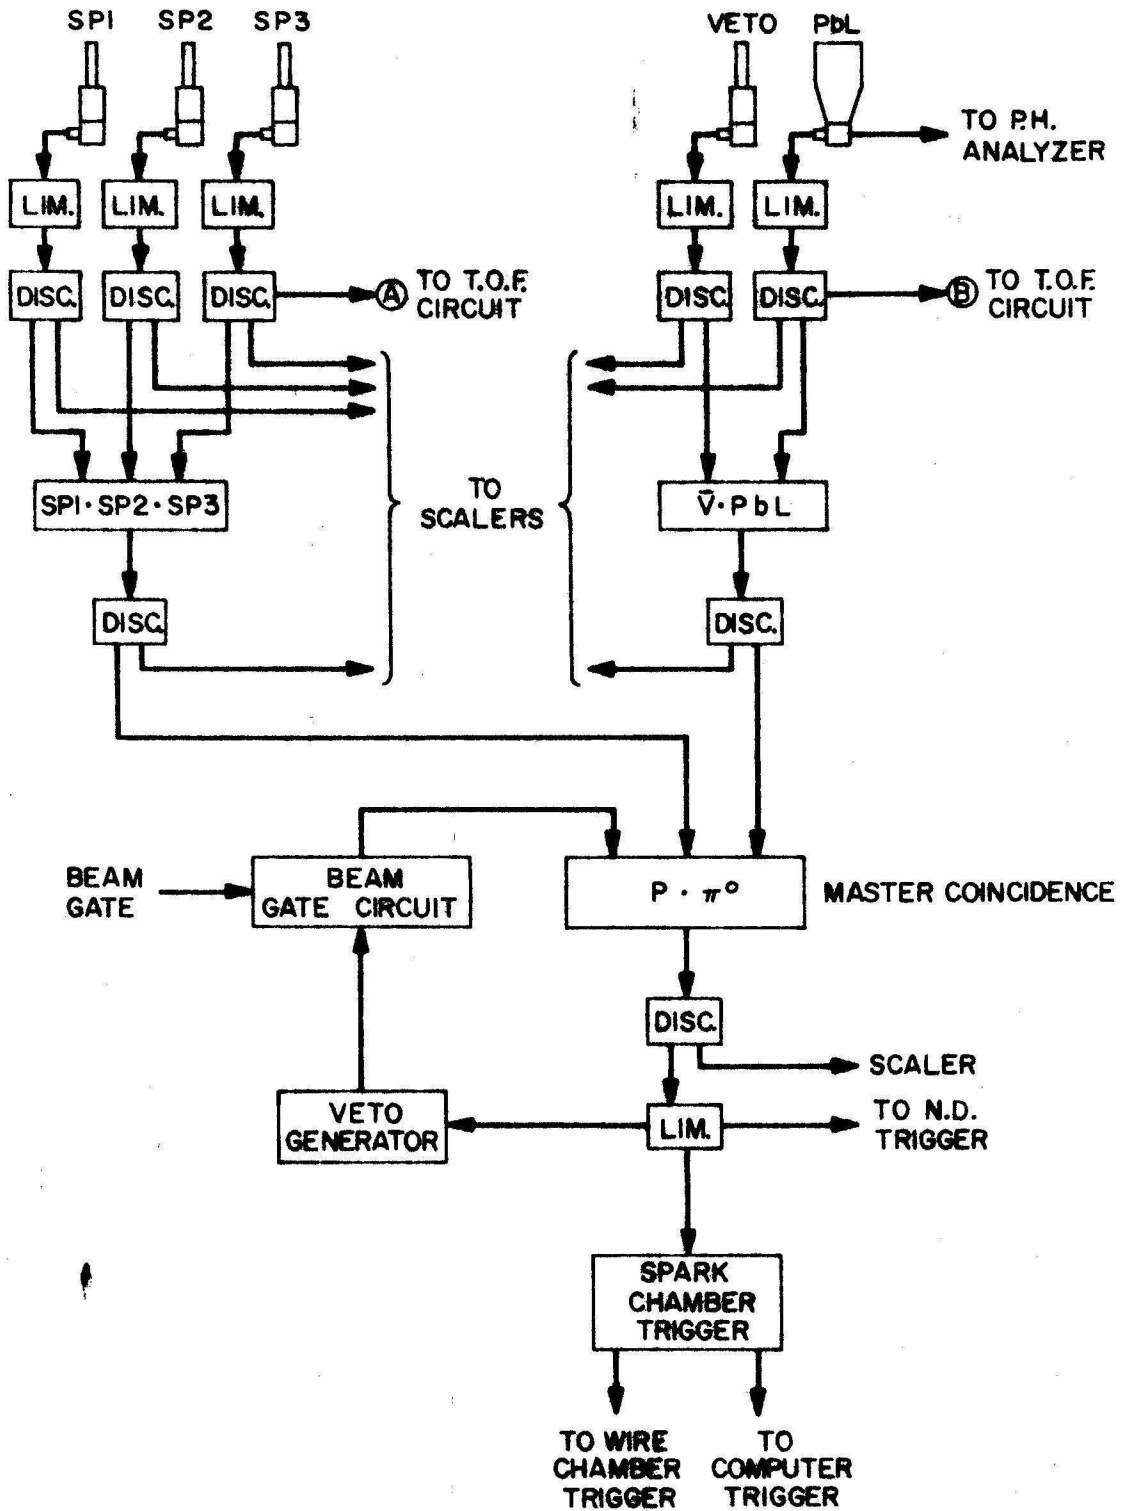 SP1 SP2 SP3 VETO PbL
TO P.H.
ANALYZER
LIM. LIM. LIM. LIM. LIM.
DISC. DISC. DISC. Ⓐ TO T.O.F.
CIRCUIT
DISC. DISC. Ⓑ TO T.O.F.
CIRCUIT
TO
SCALERS
SP1·SP2·SP3
V̄·PbL
DISC.
DISC.
BEAM
GATE
BEAM
GATE CIRCUIT
P · π°
MASTER COINCIDENCE
DISC.
SCALER
VETO
GENERATOR
LIM.
TO N.D.
TRIGGER
SPARK
CHAMBER
TRIGGER
TO WIRE
CHAMBER
TRIGGER
TO
COMPUTER
TRIGGER